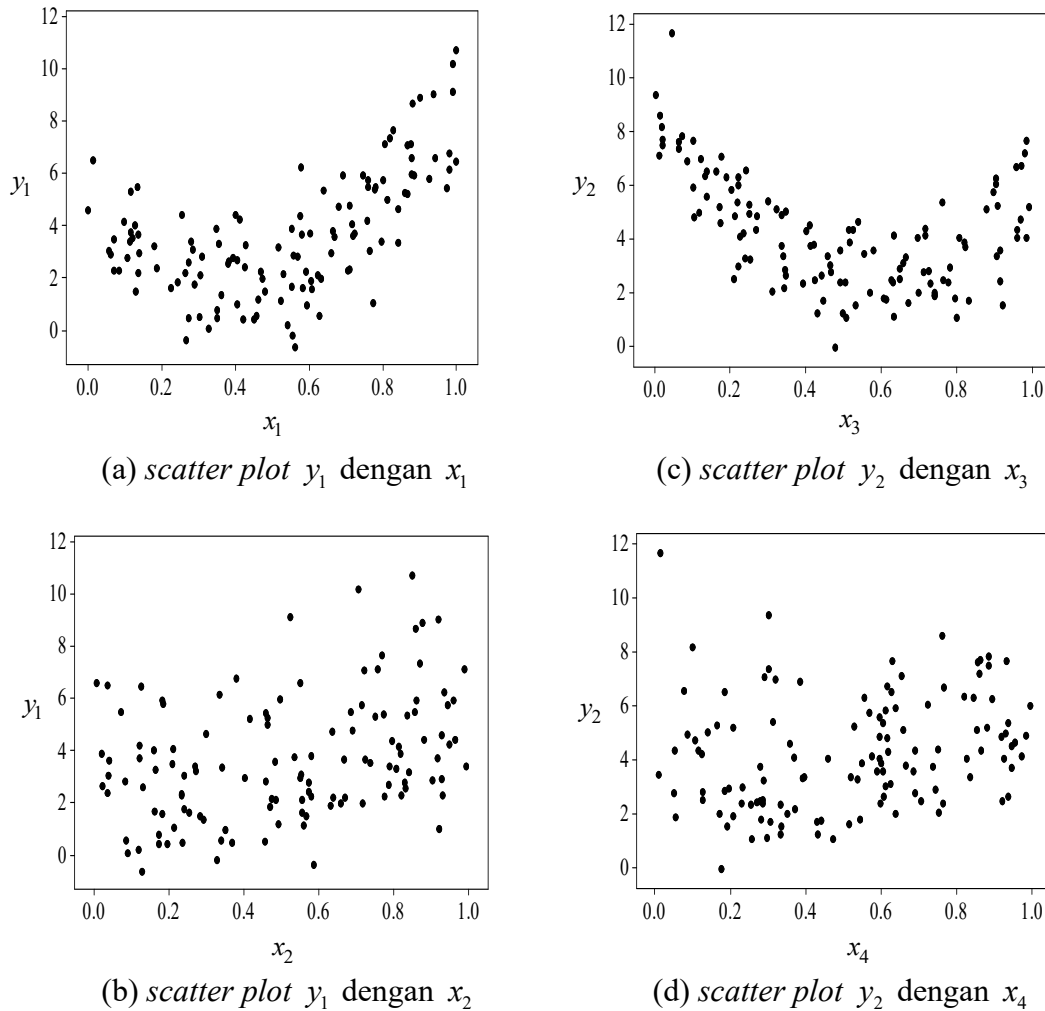 12
10
8
6
y₁
4
2
0
0.0 0.2 0.4 0.6 0.8 1.0
x₁
(a) scatter plot y₁ dengan x₁
12
10
8
6
y₂
4
2
0
0.0 0.2 0.4 0.6 0.8 1.0
x₃
(c) scatter plot y₂ dengan x₃
12
10
8
6
y₁
4
2
0
0.0 0.2 0.4 0.6 0.8 1.0
x₂
(b) scatter plot y₁ dengan x₂
12
10
8
6
y₂
4
2
0
0.0 0.2 0.4 0.6 0.8 1.0
x₄
(d) scatter plot y₂ dengan x₄